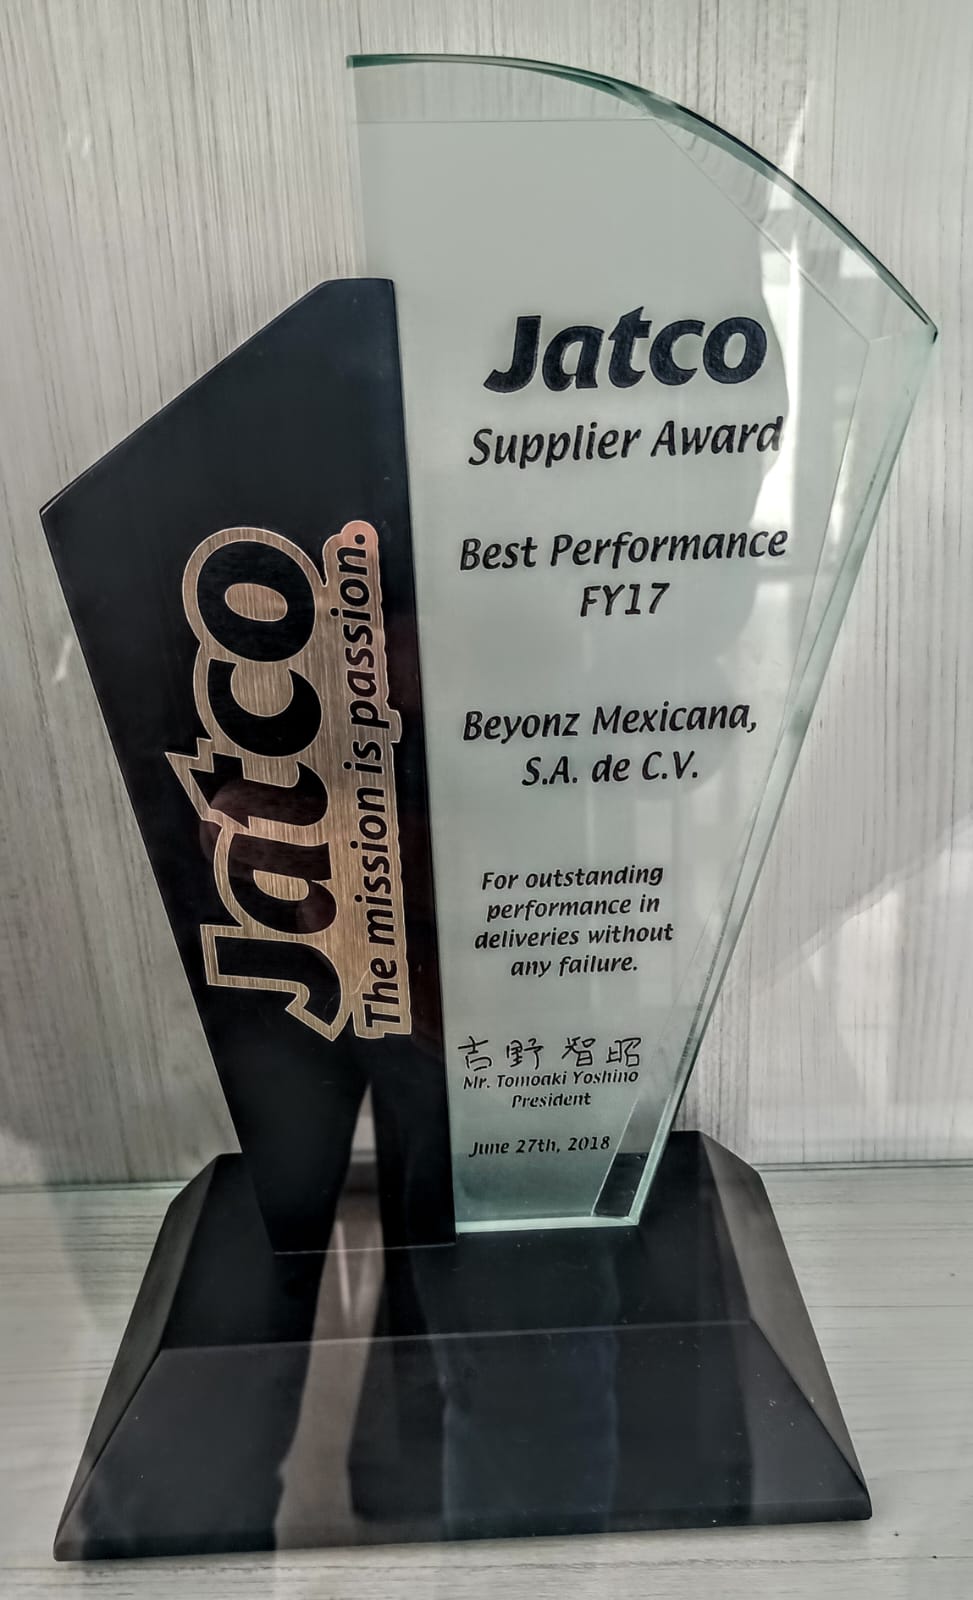 Jatco
The mission is passion.
Jatco
Supplier Award
Best Performance
FY17
Beyonz Mexicana,
S.A. de C.V.
For outstanding
performance in
deliveries without
any failure.
吉野 智昭
Mr. Tomoaki Yoshino
President
June 27th, 2018